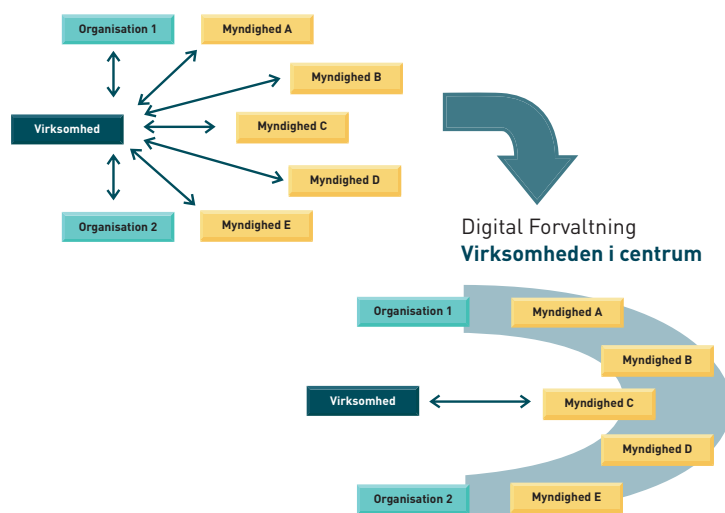 Organisation 1
Myndighed A
Myndighed B
Virksomhed
Myndighed C
Myndighed D
Organisation 2
Myndighed E
Digital Forvaltning
Virksomheden i centrum
Organisation 1
Myndighed A
Myndighed B
Virksomhed
Myndighed C
Myndighed D
Organisation 2
Myndighed E